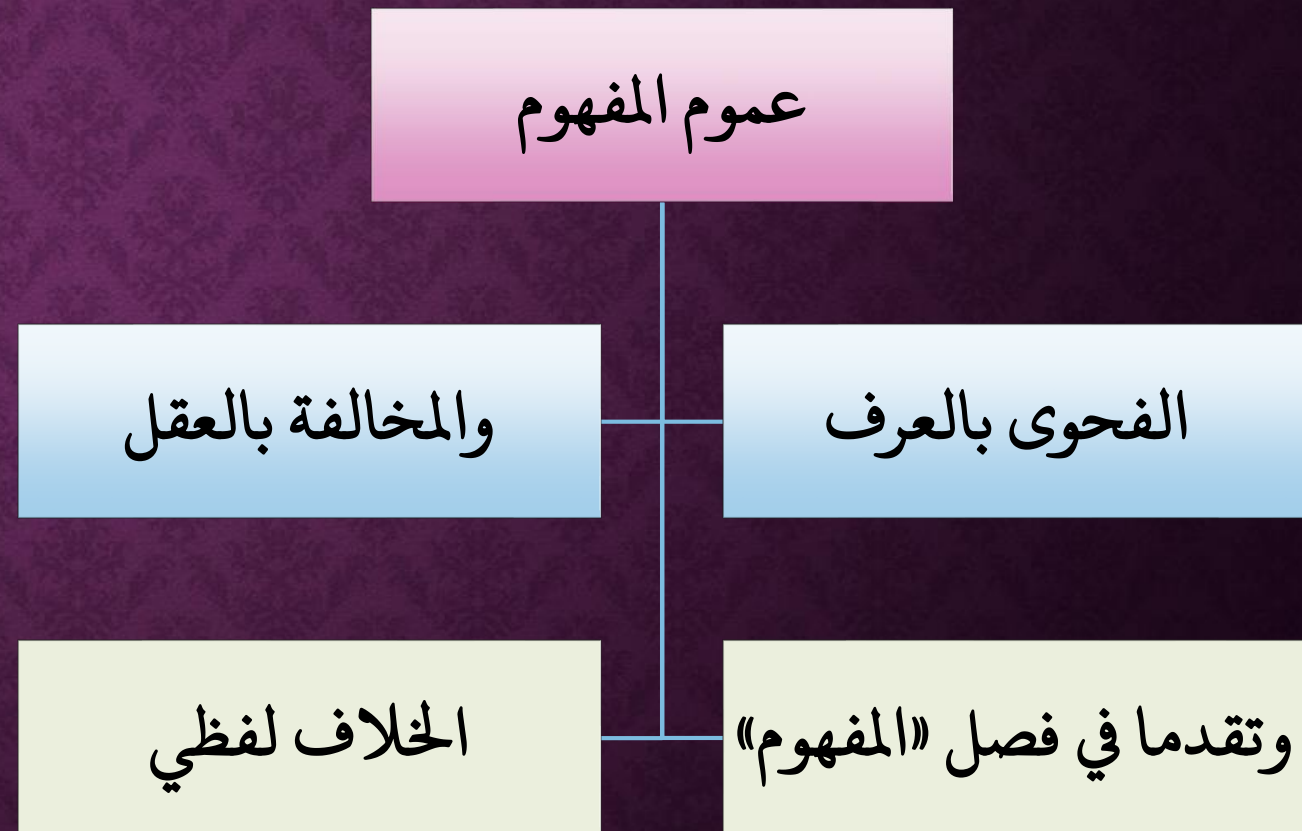 عموم المفهوم
الفحوى بالعرف
والمخالفة بالعقل
وتقدما في فصل «المفهوم»
الخلاف لفظي